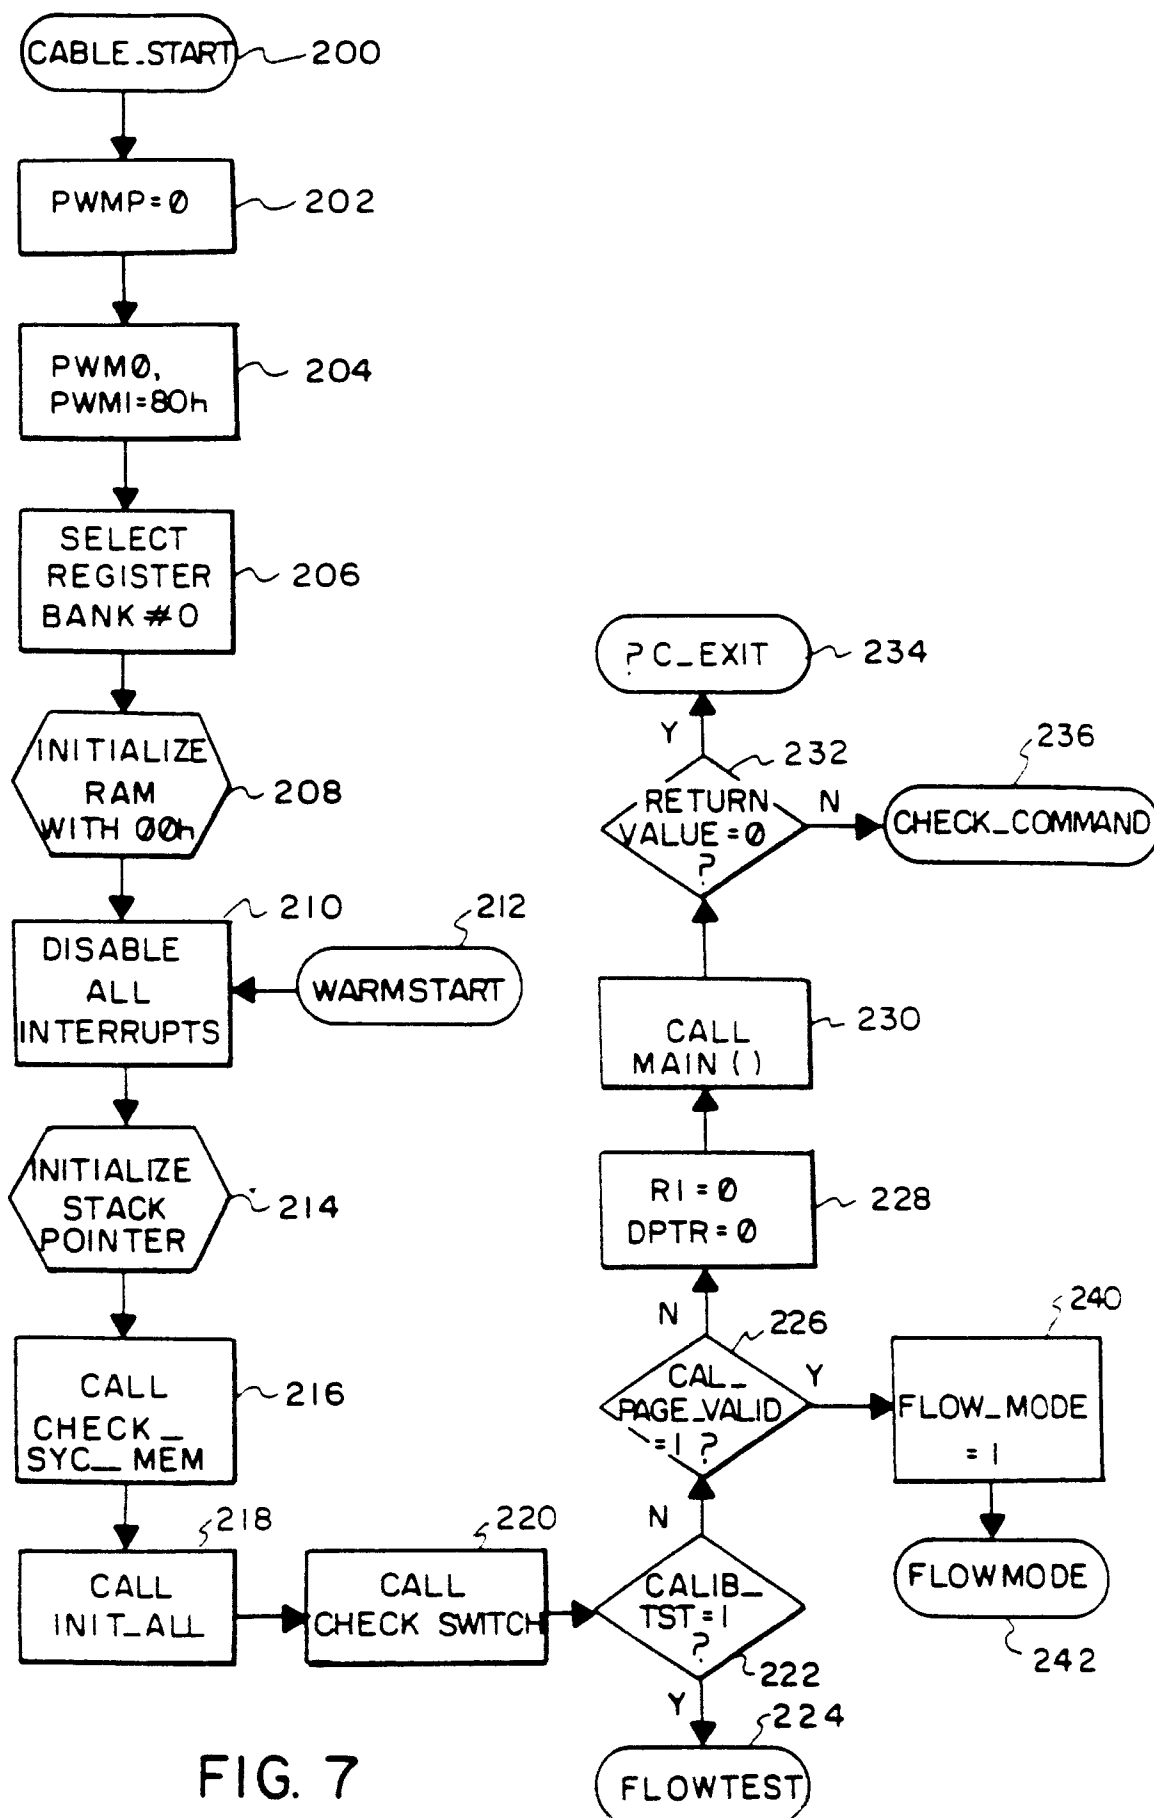 CABLE_START
200
PWMP=0
202
PWM0,
PWM1=80h
204
SELECT
REGISTER
BANK #0
206
INITIALIZE
RAM
WITH 00h
208
210
DISABLE
ALL
INTERRUPTS
212
WARMSTART
INITIALIZE
STACK
POINTER
214
CALL
CHECK_
SYC_MEM
216
218
CALL
INIT_ALL
220
CALL
CHECK SWITCH
CALIB_
TST=1
?
222
Y
224
FLOWTEST
N
226
CAL_
PAGE_VALID
=1 ?
Y
240
FLOW_MODE
=1
FLOWMODE
242
N
R1=0
DPTR=0
228
CALL
MAIN ()
230
232
RETURN
VALUE=0
?
N
236
CHECK_COMMAND
Y
? C_EXIT
234
FIG. 7